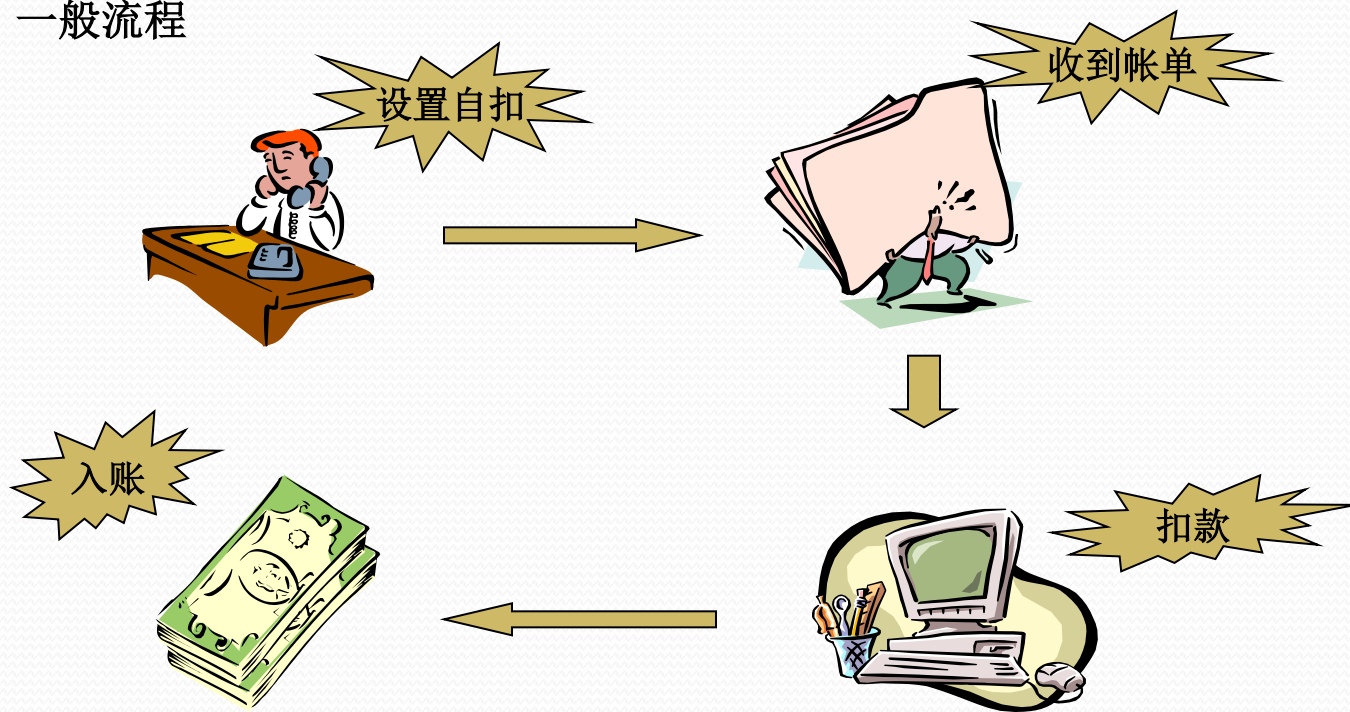 一般流程
设置自扣
收到帐单
扣款
入账